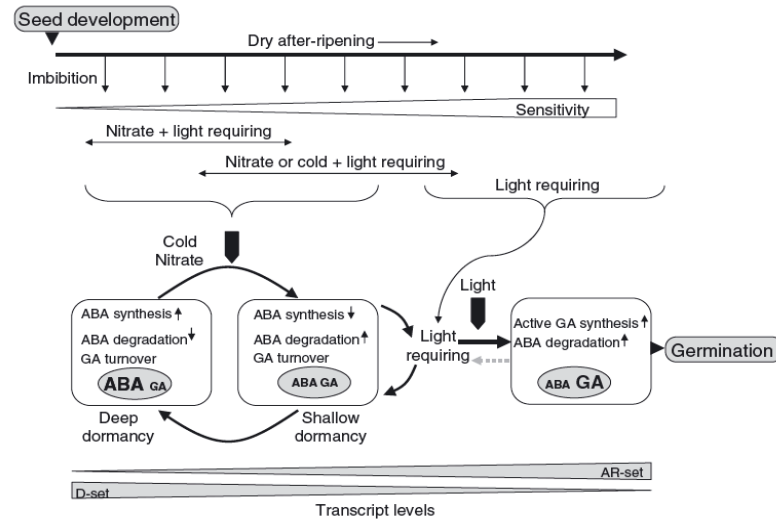 Seed development
Dry after-ripening
Imbibition
Sensitivity
Nitrate + light requiring
Nitrate or cold + light requiring
Light requiring
Cold
Nitrate
Light
ABA synthesis
ABA degradation
GA turnover
ABA GA
Deep
dormancy
ABA synthesis
ABA degradation
GA turnover
ABA GA
Shallow
dormancy
Light
requiring
Active GA synthesis
ABA degradation
ABA GA
Germination
AR-set
D-set
Transcript levels